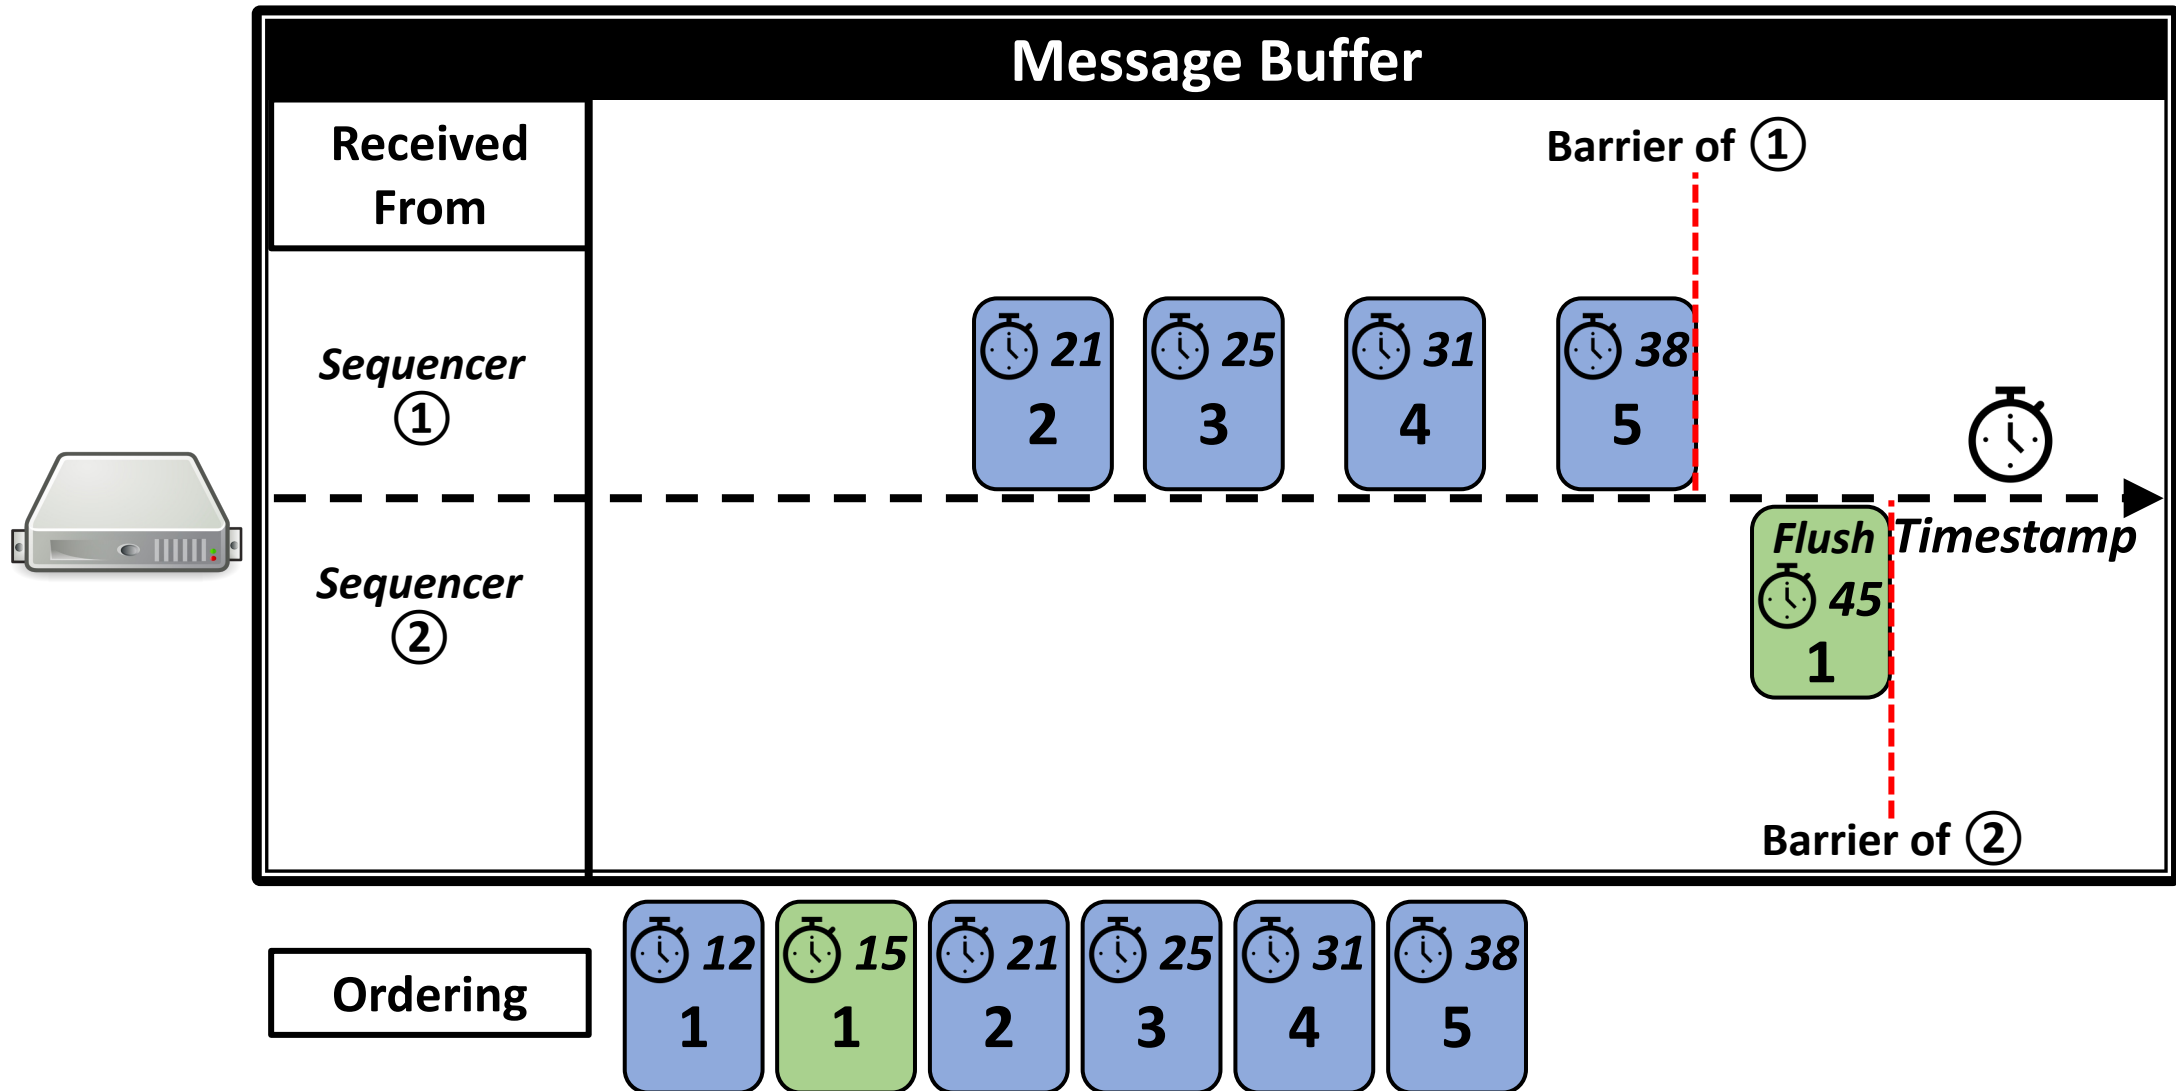 Message Buffer
Received
From
Barrier of ①
Sequencer
①
21
2
25
3
31
4
38
5
Timestamp
Sequencer
②
Flush
45
1
Barrier of ②
Ordering
12
1
15
1
21
2
25
3
31
4
38
5